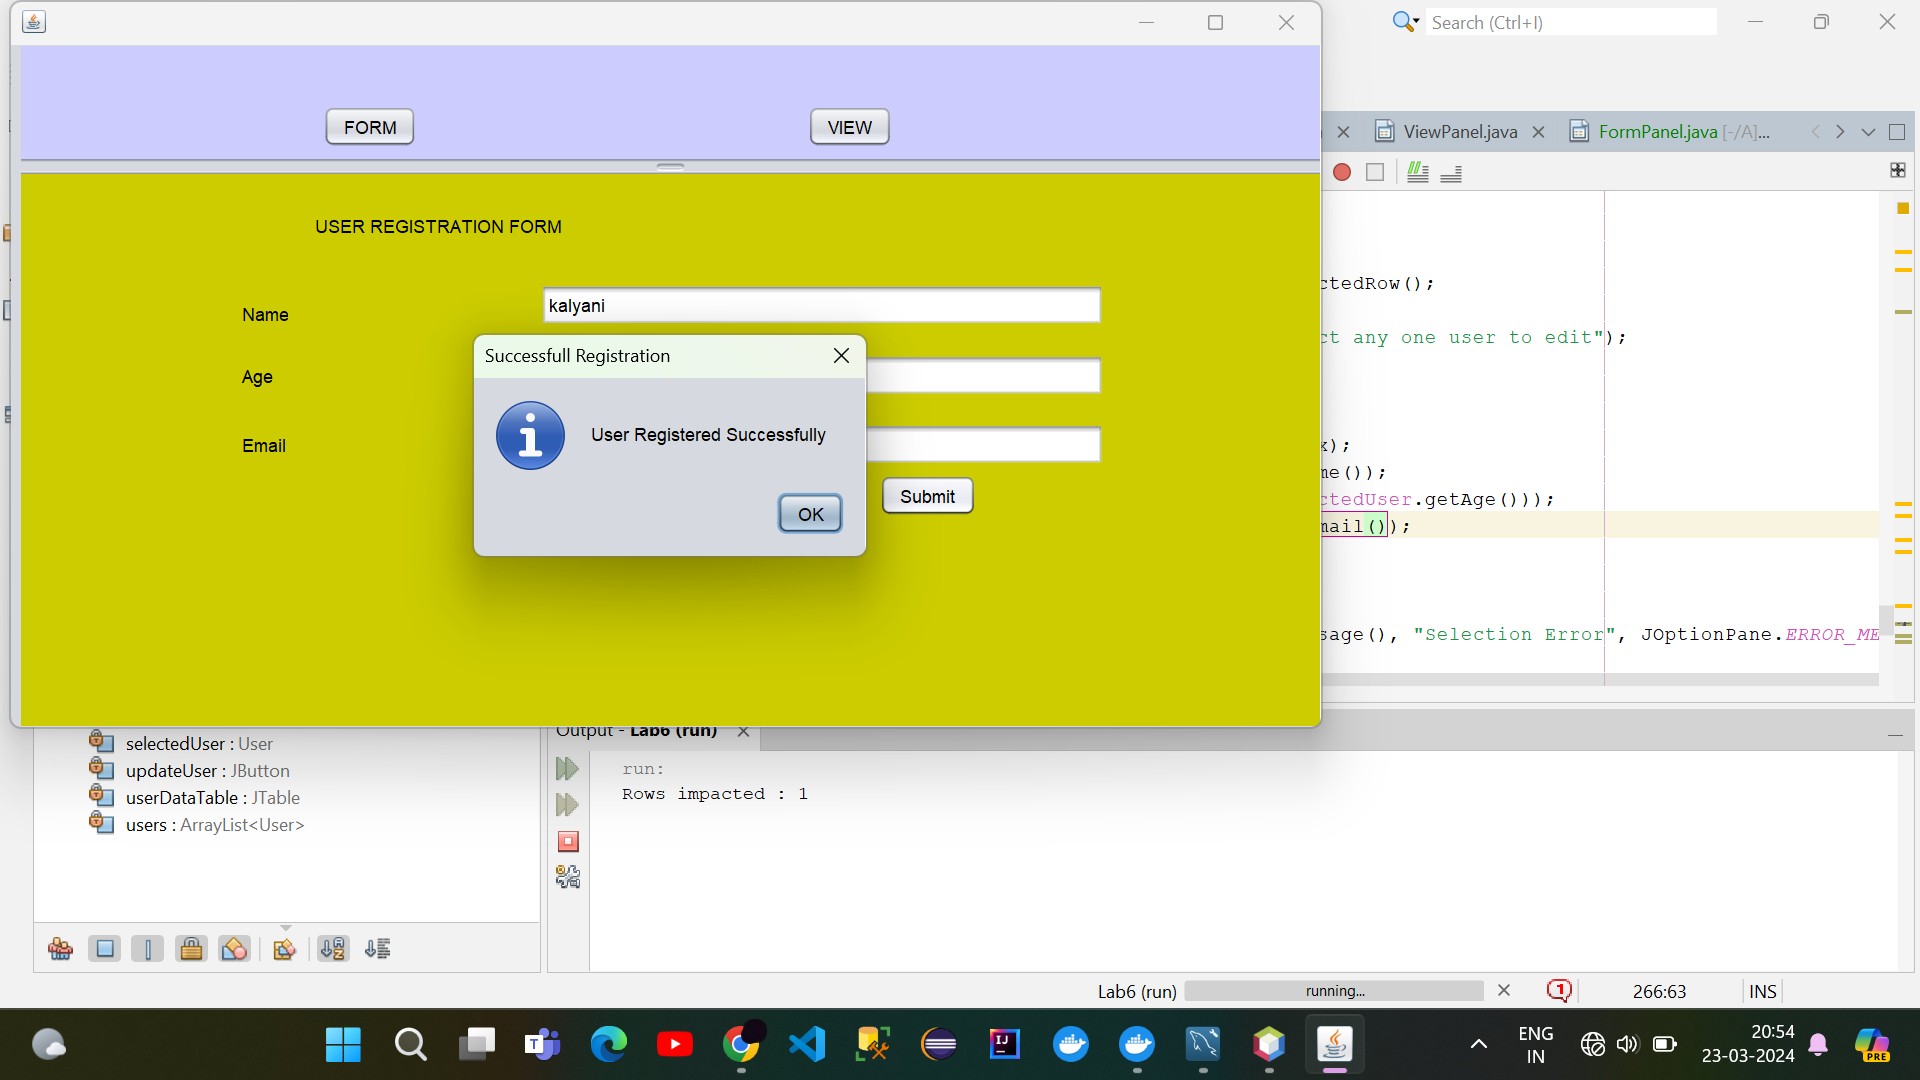 Search (Ctrl+I)
FORM
VIEW
ViewPanel.java
FormPanel.java [-/A]...
USER REGISTRATION FORM
Name
kalyani
Age
Email
Submit
Successfull Registration
User Registered Successfully
OK
ctedRow();
ct any one user to edit");
x);
me());
ctedUser.getAge()));
mail());
sage(), "Selection Error", JOptionPane.ERROR_ME
selectedUser : User
updateUser : JButton
userDataTable : JTable
users : ArrayList<User>
Output - Lab6 (run)
run:
Rows impacted : 1
Lab6 (run)
running...
1
266:63
INS
ENG
IN
20:54
23-03-2024
PRE